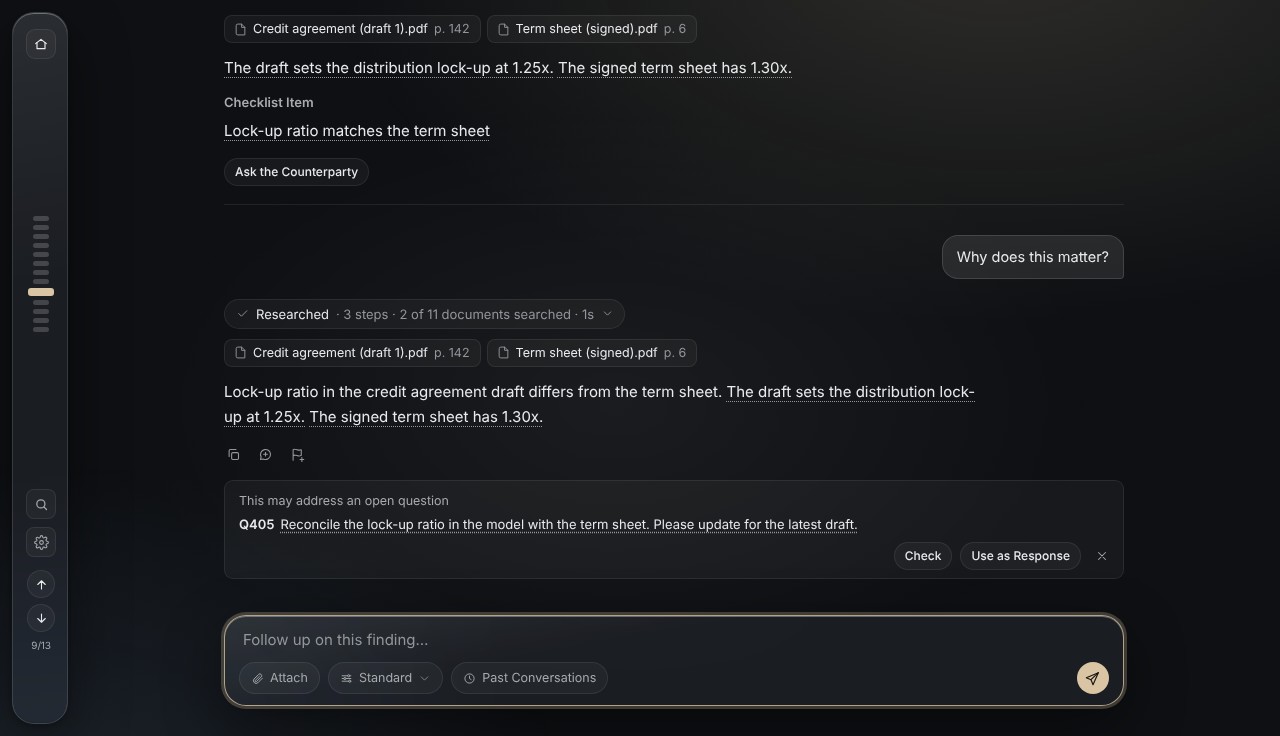 Credit agreement (draft 1).pdf p. 142 Term sheet (signed).pdf p. 6
The draft sets the distribution lock-up at 1.25x. The signed term sheet has 1.30x.
Checklist Item
Lock-up ratio matches the term sheet
Ask the Counterparty
Why does this matter?
Researched · 3 steps · 2 of 11 documents searched · 1s
Credit agreement (draft 1).pdf p. 142 Term sheet (signed).pdf p. 6
Lock-up ratio in the credit agreement draft differs from the term sheet. The draft sets the distribution lock-
up at 1.25x. The signed term sheet has 1.30x.
This may address an open question
Q405 Reconcile the lock-up ratio in the model with the term sheet. Please update for the latest draft.
Check Use as Response
Follow up on this finding...
Attach Standard Past Conversations
9/13